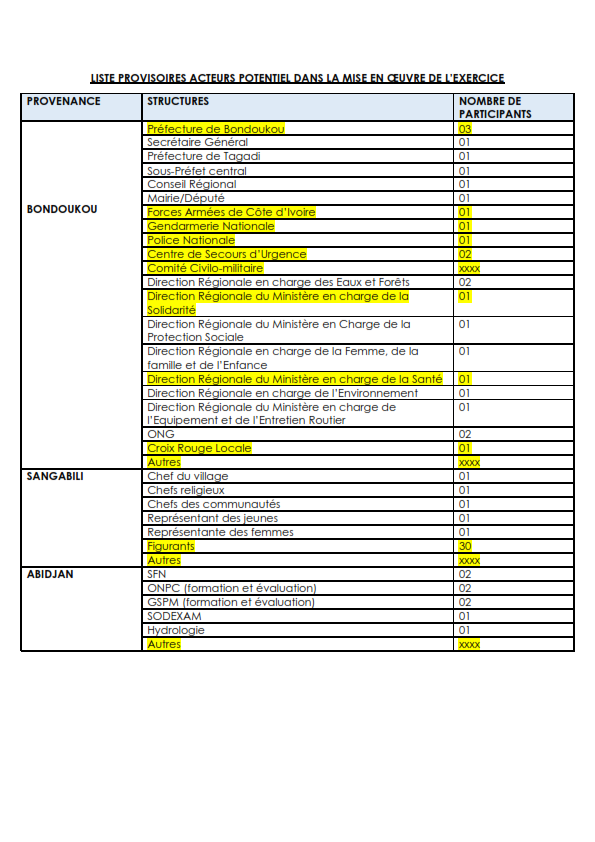 LISTE PROVISOIRES ACTEURS POTENTIEL DANS LA MISE EN ŒUVRE DE L'EXERCICE
PROVENANCE STRUCTURES NOMBRE DE PARTICIPANTS
BONDOUKOU
Préfecture de Bondoukou 03
Secrétaire Général 01
Préfecture de Tagadi 01
Sous-Préfet central 01
Conseil Régional 01
Mairie/Député 01
Forces Armées de Côte d'Ivoire 01
Gendarmerie Nationale 01
Police Nationale 01
Centre de Secours d'Urgence 02
Comité Civilo-militaire xxxx
Direction Régionale en charge des Eaux et Forêts 02
Direction Régionale du Ministère en charge de la 01
Solidarité
Direction Régionale du Ministère en Charge de la 01
Protection Sociale
Direction Régionale en charge de la Femme, de la 01
famille et de l'Enfance
Direction Régionale du Ministère en charge de la Santé 01
Direction Régionale en charge de l'Environnement 01
Direction Régionale du Ministère en charge de 01
l'Equipement et de l'Entretien Routier
ONG 02
Croix Rouge Locale 01
Autres xxxx
SANGABILI Chef du village 01
Chefs religieux 01
Chefs des communautés 01
Représentant des jeunes 01
Représentante des femmes 01
Figurants 30
Autres xxxx
ABIDJAN SFN 02
ONPC (formation et évaluation) 02
GSPM (formation et évaluation) 02
SODEXAM 01
Hydrologie 01
Autres xxxx